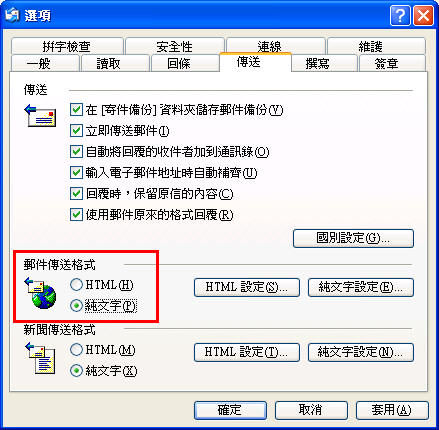 選項
拼字檢查 安全性 連線 維護
一般 讀取 回條 傳送 撰寫 簽章
傳送
在 [寄件備份] 資料夾儲存郵件備份(V)
立即傳送郵件(I)
自動將回覆的收件者加到通訊錄(O)
輸入電子郵件地址時自動補齊(U)
回覆時，保留原信的內容(C)
使用郵件原來的格式回覆(R)
國別設定(G)...
郵件傳送格式
HTML(H) HTML 設定(S)... 純文字設定(E)...
純文字(P)
新聞傳送格式
HTML(M) HTML 設定(T)... 純文字設定(N)...
純文字(X)
確定 取消 套用(A)